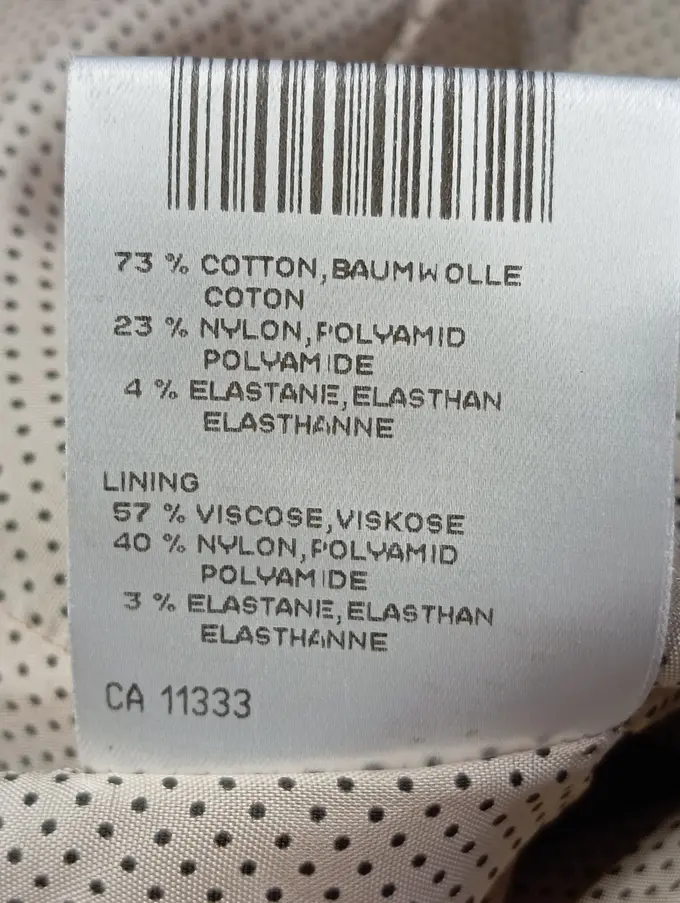 73 % COTTON,BAUMWOLLE
COTON
23 % NYLON,POLYAMID
POLYAMIDE
4 % ELASTANE,ELASTHAN
ELASTHANNE
LINING
57 % VISCOSE,VISKOSE
40 % NYLON,POLYAMID
POLYAMIDE
3 % ELASTANE,ELASTHAN
ELASTHANNE
CA 11333